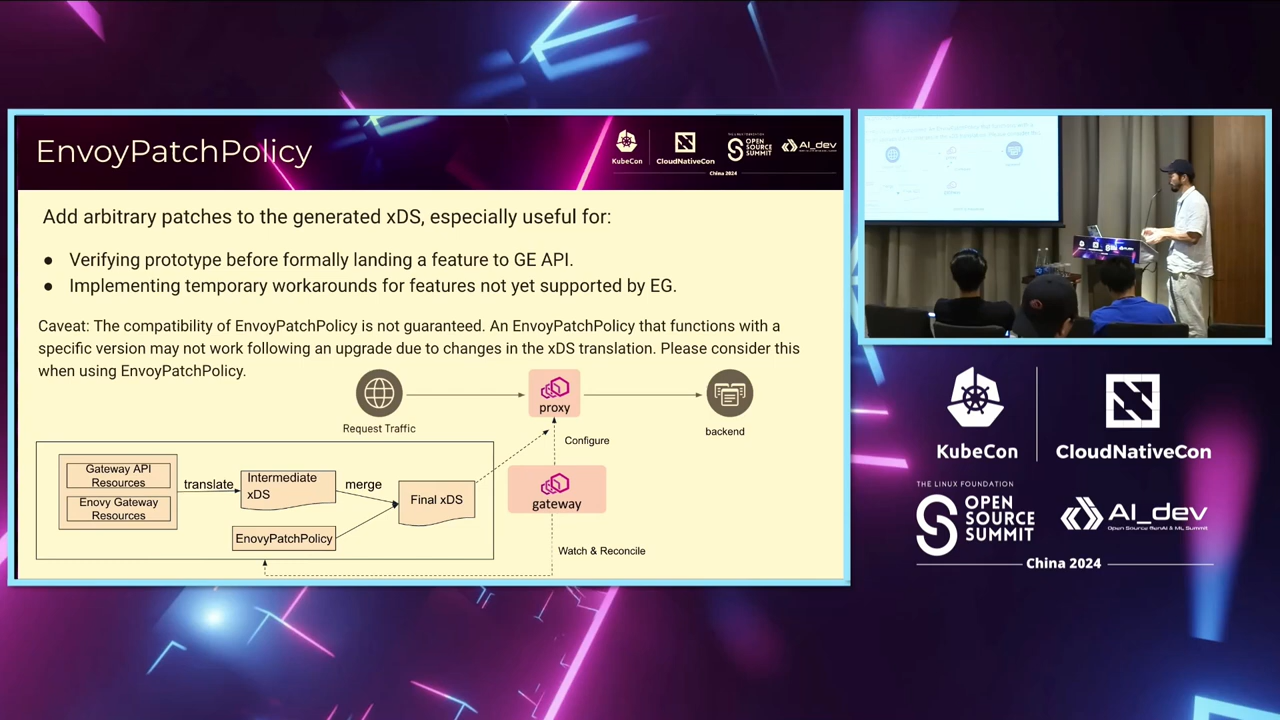 EnvoyPatchPolicy
KubeCon
CloudNativeCon
THE LINUX FOUNDATION
OPEN
SOURCE
SUMMIT
AI_dev
China 2024
Add arbitrary patches to the generated xDS, especially useful for:
● Verifying prototype before formally landing a feature to GE API.
● Implementing temporary workarounds for features not yet supported by EG.
Caveat: The compatibility of EnvoyPatchPolicy is not guaranteed. An EnvoyPatchPolicy that functions with a
specific version may not work following an upgrade due to changes in the xDS translation. Please consider this
when using EnvoyPatchPolicy.
Request Traffic
proxy
backend
Configure
Gateway API
Resources
Enovy Gateway
Resources
translate
Intermediate
xDS
merge
Final xDS
EnovyPatchPolicy
gateway
Watch & Reconcile
KubeCon
CloudNativeCon
THE LINUX FOUNDATION
OPEN
SOURCE
SUMMIT
AI_dev
Open Source GenAI & ML Summit
China 2024